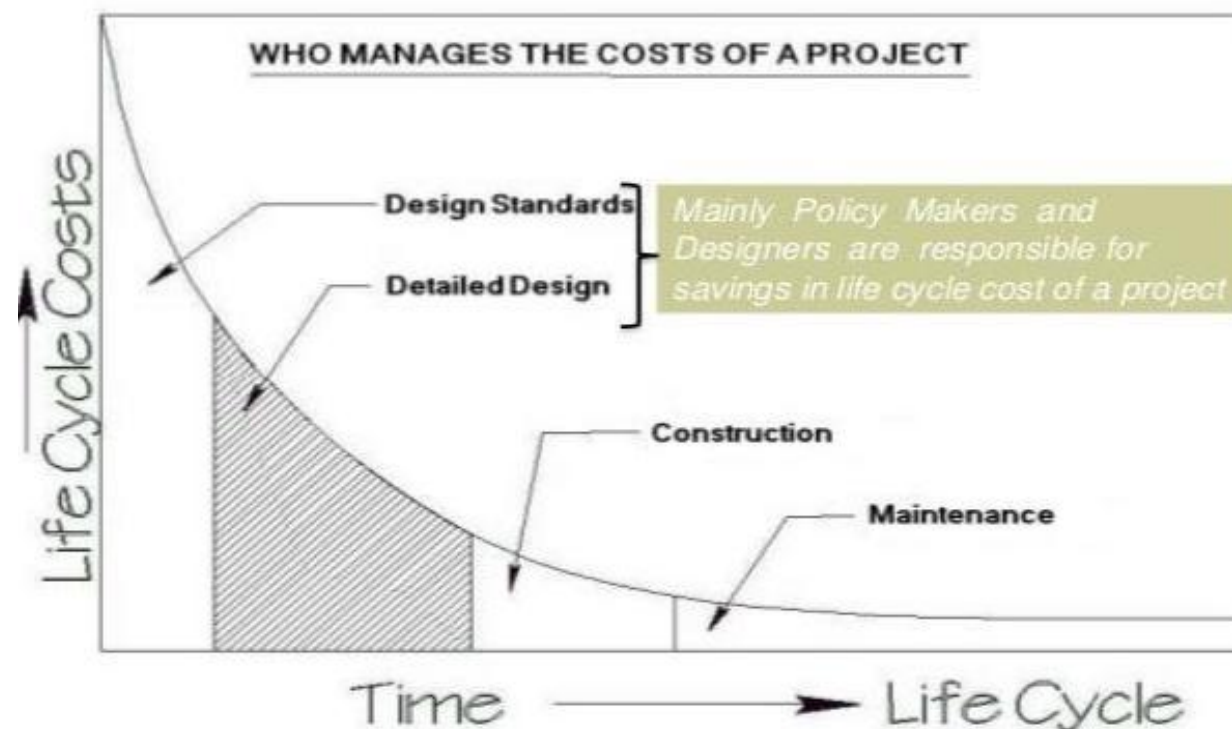 WHO MANAGES THE COSTS OF A PROJECT
Life Cycle Costs
Design Standards
Mainly Policy Makers and
Designers are responsible for
savings in life cycle cost of a project
Detailed Design
Construction
Maintenance
Time
Life Cycle